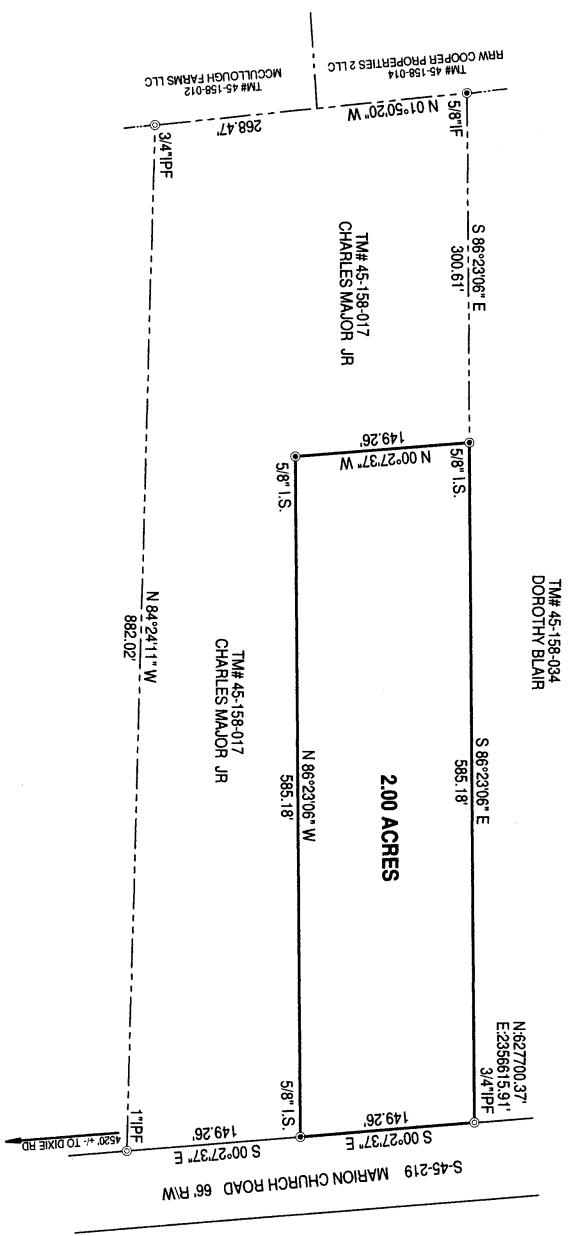 RRW COOPER PROPERTIES 2 LLC
TM# 45-158-014
MCCULLOUGH FARMS LLC
TM# 45-158-012
5/8"IF
N 01°50'20" W
268.47'
3/4"IPF
S 86°23'06" E
300.61'
TM# 45-158-017
CHARLES MAJOR JR
5/8" I.S.
N 00°27'37" W
149.26'
5/8" I.S.
TM# 45-158-034
DOROTHY BLAIR
N 84°24'11" W
882.02'
TM# 45-158-017
CHARLES MAJOR JR
N 86°23'06" W
585.18'
2.00 ACRES
S 86°23'06" E
585.18'
N:627700.37'
E:2356615.91'
3/4"IPF
5/8" I.S.
149.26'
S 00°27'37" E
149.26'
S 00°27'37" E
1"IPF
4520' +/- TO DIXIE RD
S-45-219 MARION CHURCH ROAD 66' R\W